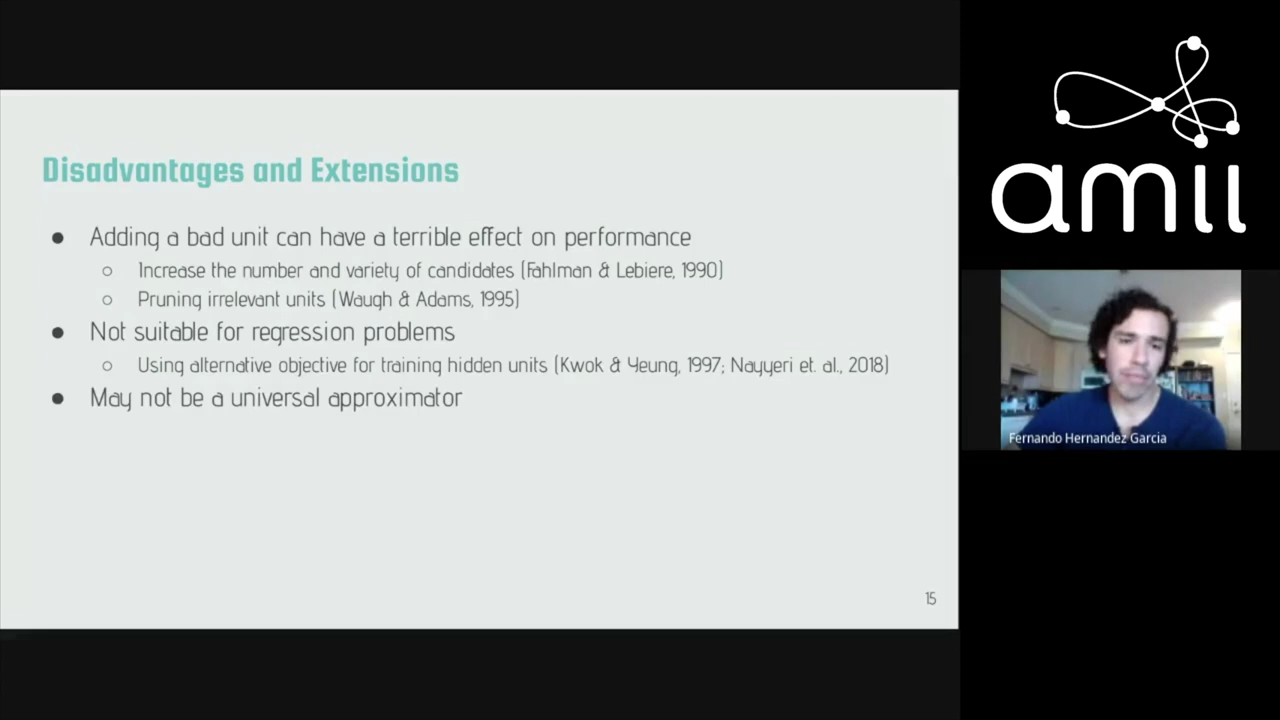 Disadvantages and Extensions
● Adding a bad unit can have a terrible effect on performance
○ Increase the number and variety of candidates (Fahlman & Lebiere, 1990)
○ Pruning irrelevant units (Waugh & Adams, 1995)
● Not suitable for regression problems
○ Using alternative objective for training hidden units (Kwok & Yeung, 1997; Nayyeri et. al., 2018)
● May not be a universal approximator
15
amii
Fernando Hernandez Garcia